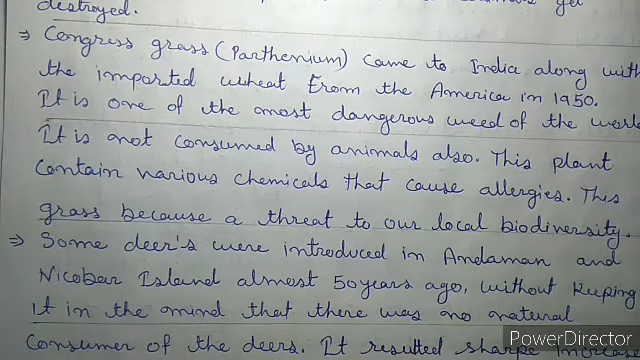 destroyed.
⇒ Congress grass (Parthenium) came to India along with
the imported wheat from the America in 1950.
It is one of the most dangerous weed of the world
It is not consumed by animals also. This plant
contain various chemicals that cause allergies. This
grass because a threat to our local biodiversity.
⇒ Some deer's were introduced in Andaman and
Nicobar Island almost 50 years ago, without keeping
it in the mind that there was no natural
consumer of the deers. It resulted sharpe increase
PowerDirector